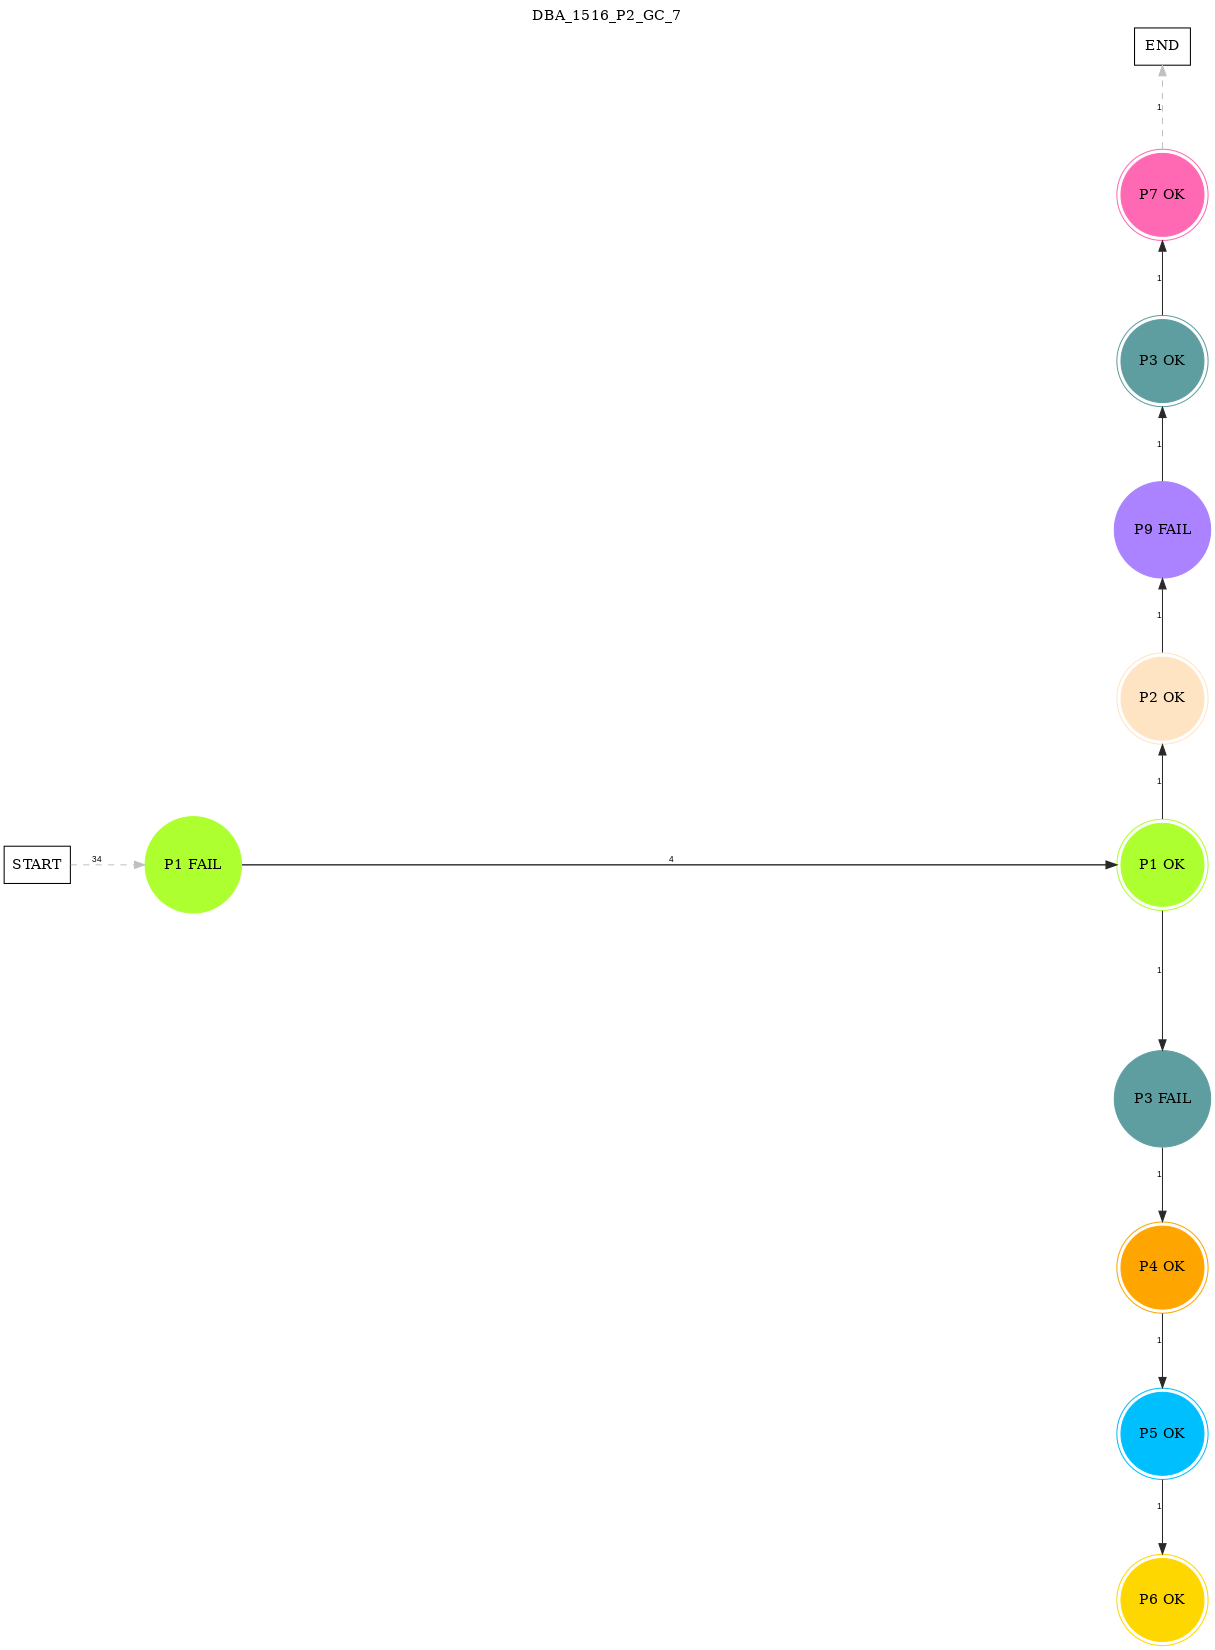 DBA_1516_P2_GC_7
END
1
P7 OK
1
P3 OK
1
P9 FAIL
1
P2 OK
1
START
34
P1 FAIL
4
P1 OK
1
P3 FAIL
1
P4 OK
1
P5 OK
1
P6 OK